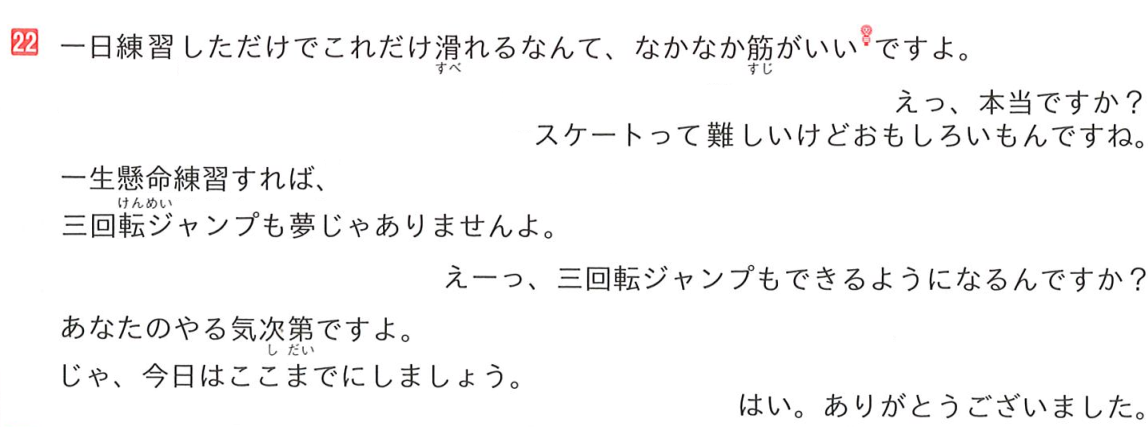 22 一日練習しただけでこれだけ滑れるなんて、なかなか筋がいいですよ。
すべ すじ
えっ、本当ですか？
スケートって難しいけどおもしろいもんですね。
一生懸命練習すれば、
けんめい
三回転ジャンプも夢じゃありませんよ。
えーっ、三回転ジャンプもできるようになるんですか？
あなたのやる気次第ですよ。
し だい
じゃ、今日はここまでにしましょう。
はい。ありがとうございました。